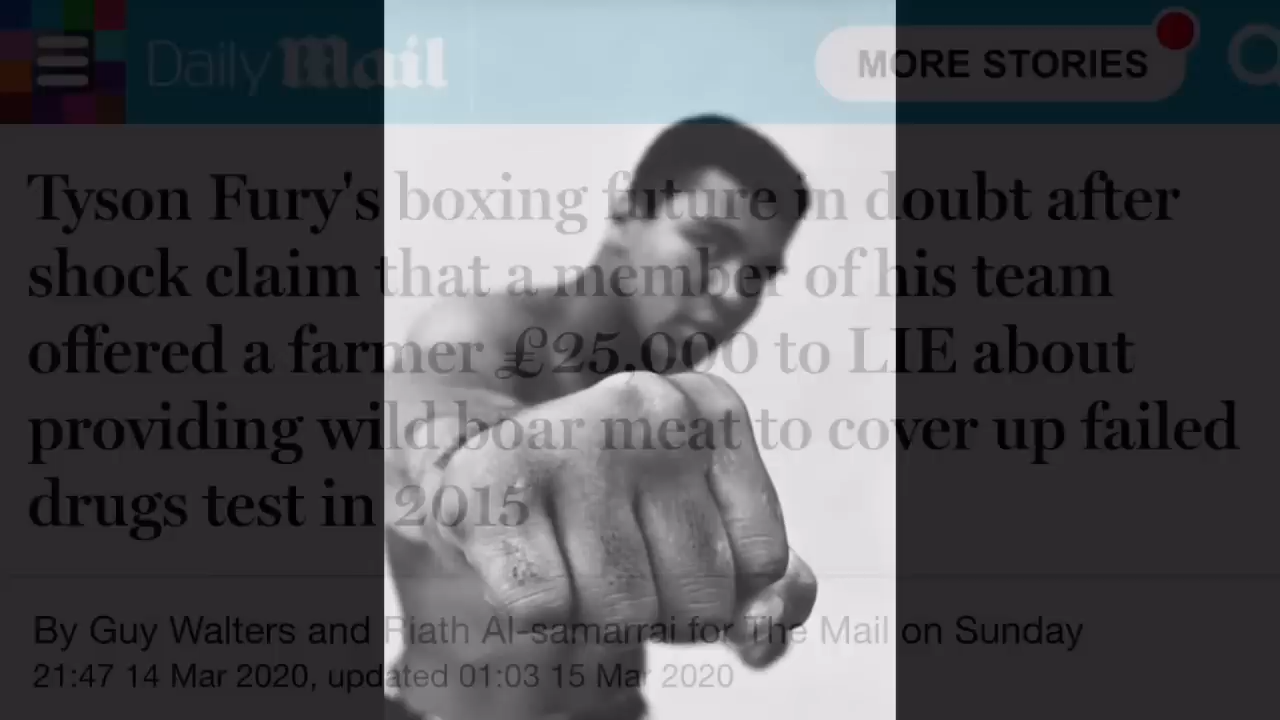 Daily Mail
MORE STORIES
Tyson Fury's boxing future in doubt after
shock claim that a member of his team
offered a farmer £25,000 to LIE about
providing wild boar meat to cover up failed
drugs test in 2015
By Guy Walters and Riath Al-samarrai for The Mail on Sunday
21:47 14 Mar 2020, updated 01:03 15 Mar 2020